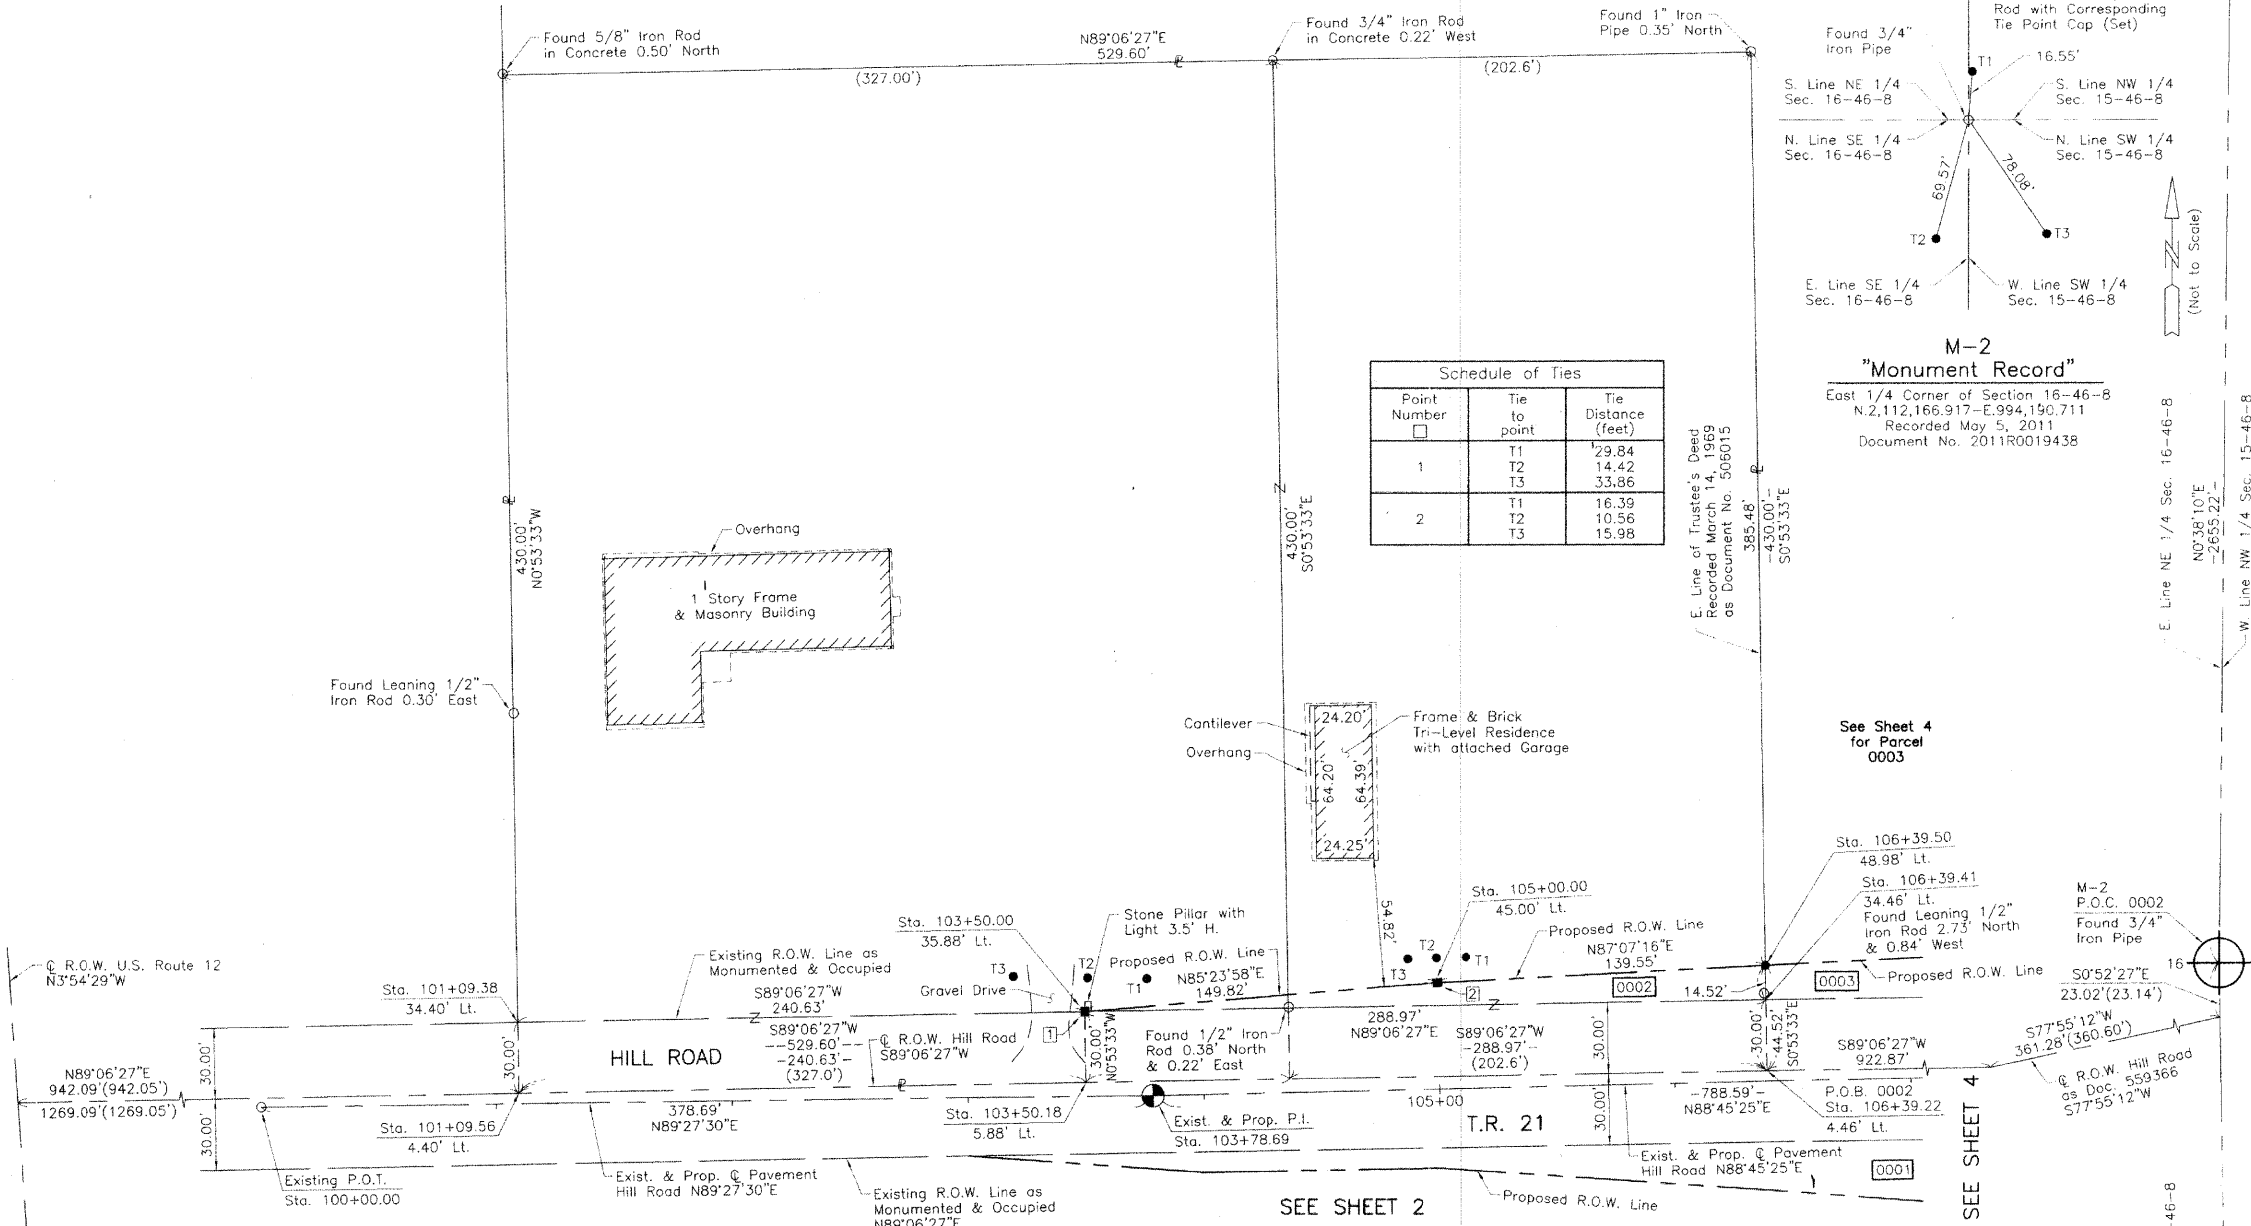 Found 5/8" Iron Rod
in Concrete 0.50' North
N89°06'27"E
529.60'
(327.00')
Found 3/4" Iron Rod
in Concrete 0.22' West
(202.6')
Found 1" Iron
Pipe 0.35' North
Rod with Corresponding
Tie Point Cap (Set)
Found 3/4"
Iron Pipe
T1
16.55'
S. Line NE 1/4
Sec. 16-46-8
S. Line NW 1/4
Sec. 15-46-8
N. Line SE 1/4
Sec. 16-46-8
N. Line SW 1/4
Sec. 15-46-8
69.57'
78.08'
T2
T3
E. Line SE 1/4
Sec. 16-46-8
W. Line SW 1/4
Sec. 15-46-8
N
(Not to Scale)
M-2
"Monument Record"
East 1/4 Corner of Section 16-46-8
N.2,112,166.917-E.994,190.711
Recorded May 5, 2011
Document No. 2011R0019438
Schedule of Ties
Point
Number
Tie
to
point
Tie
Distance
(feet)
1
T1 29.84
T2 14.42
T3 33.86
2
T1 16.39
T2 10.56
T3 15.98
E. Line of Trustee's Deed
Recorded March 14, 1969
as Document No. 506015
385.48'
-430.00'-
S0°53'33"E
E. Line NE 1/4 Sec. 16-46-8
N0°38'10"E
-2655.22'-
W. Line NW 1/4 Sec. 15-46-8
430.00'
N0°53'33"W
430.00'
S0°53'33"E
Overhang
1 Story Frame
& Masonry Building
Found Leaning 1/2"
Iron Rod 0.30' East
Cantilever
Overhang
24.20'
64.20'
64.39'
24.25'
Frame & Brick
Tri-Level Residence
with attached Garage
54.82'
See Sheet 4
for Parcel
0003
Sta. 106+39.50
48.98' Lt.
Sta. 106+39.41
34.46' Lt.
Found Leaning 1/2"
Iron Rod 2.73' North
& 0.84' West
M-2
P.O.C. 0002
Found 3/4"
Iron Pipe
16
Sta. 105+00.00
45.00' Lt.
Proposed R.O.W. Line
N87°07'16"E
139.55'
Sta. 103+50.00
35.88' Lt.
Stone Pillar with
Light 3.5' H.
Proposed R.O.W. Line
N85°23'58"E
149.82'
T3
T2
T1
T3
T2
T1
Gravel Drive
Existing R.O.W. Line as
Monumented & Occupied
℄ R.O.W. U.S. Route 12
N3°54'29"W
Sta. 101+09.38
34.40' Lt.
S89°06'27"W
240.63'
1
2
0002
14.52'
0003
Proposed R.O.W. Line
S0°52'27"E
23.02'(23.14')
HILL ROAD
30.00'
30.00'
S89°06'27"W
--529.60'--
-240.63'-
(327.0')
℄ R.O.W. Hill Road
S89°06'27"W
30.00'
N0°53'33"W
Found 1/2" Iron
Rod 0.38' North
& 0.22' East
288.97'
N89°06'27"E
S89°06'27"W
-288.97'-
(202.6')
30.00'
30.00'
-44.52'-
S0°53'33"E
S89°06'27"W
922.87'
S77°55'12"W
361.28'(360.60')
℄ R.O.W. Hill Road
as Doc. 559366
S77°55'12"W
N89°06'27"E
942.09'(942.05')
1269.09'(1269.05')
30.00'
Sta. 101+09.56
4.40' Lt.
378.69'
N89°27'30"E
Sta. 103+50.18
5.88' Lt.
Exist. & Prop. P.I.
Sta. 103+78.69
105+00
T.R. 21
30.00'
-788.59'-
N88°45'25"E
P.O.B. 0002
Sta. 106+39.22
4.46' Lt.
Existing P.O.T.
Sta. 100+00.00
Exist. & Prop. ℄ Pavement
Hill Road N89°27'30"E
Existing R.O.W. Line as
Monumented & Occupied
N89°06'27"E
SEE SHEET 2
Exist. & Prop. ℄ Pavement
Hill Road N88°45'25"E
0001
Proposed R.O.W. Line
SEE SHEET 4
46-8